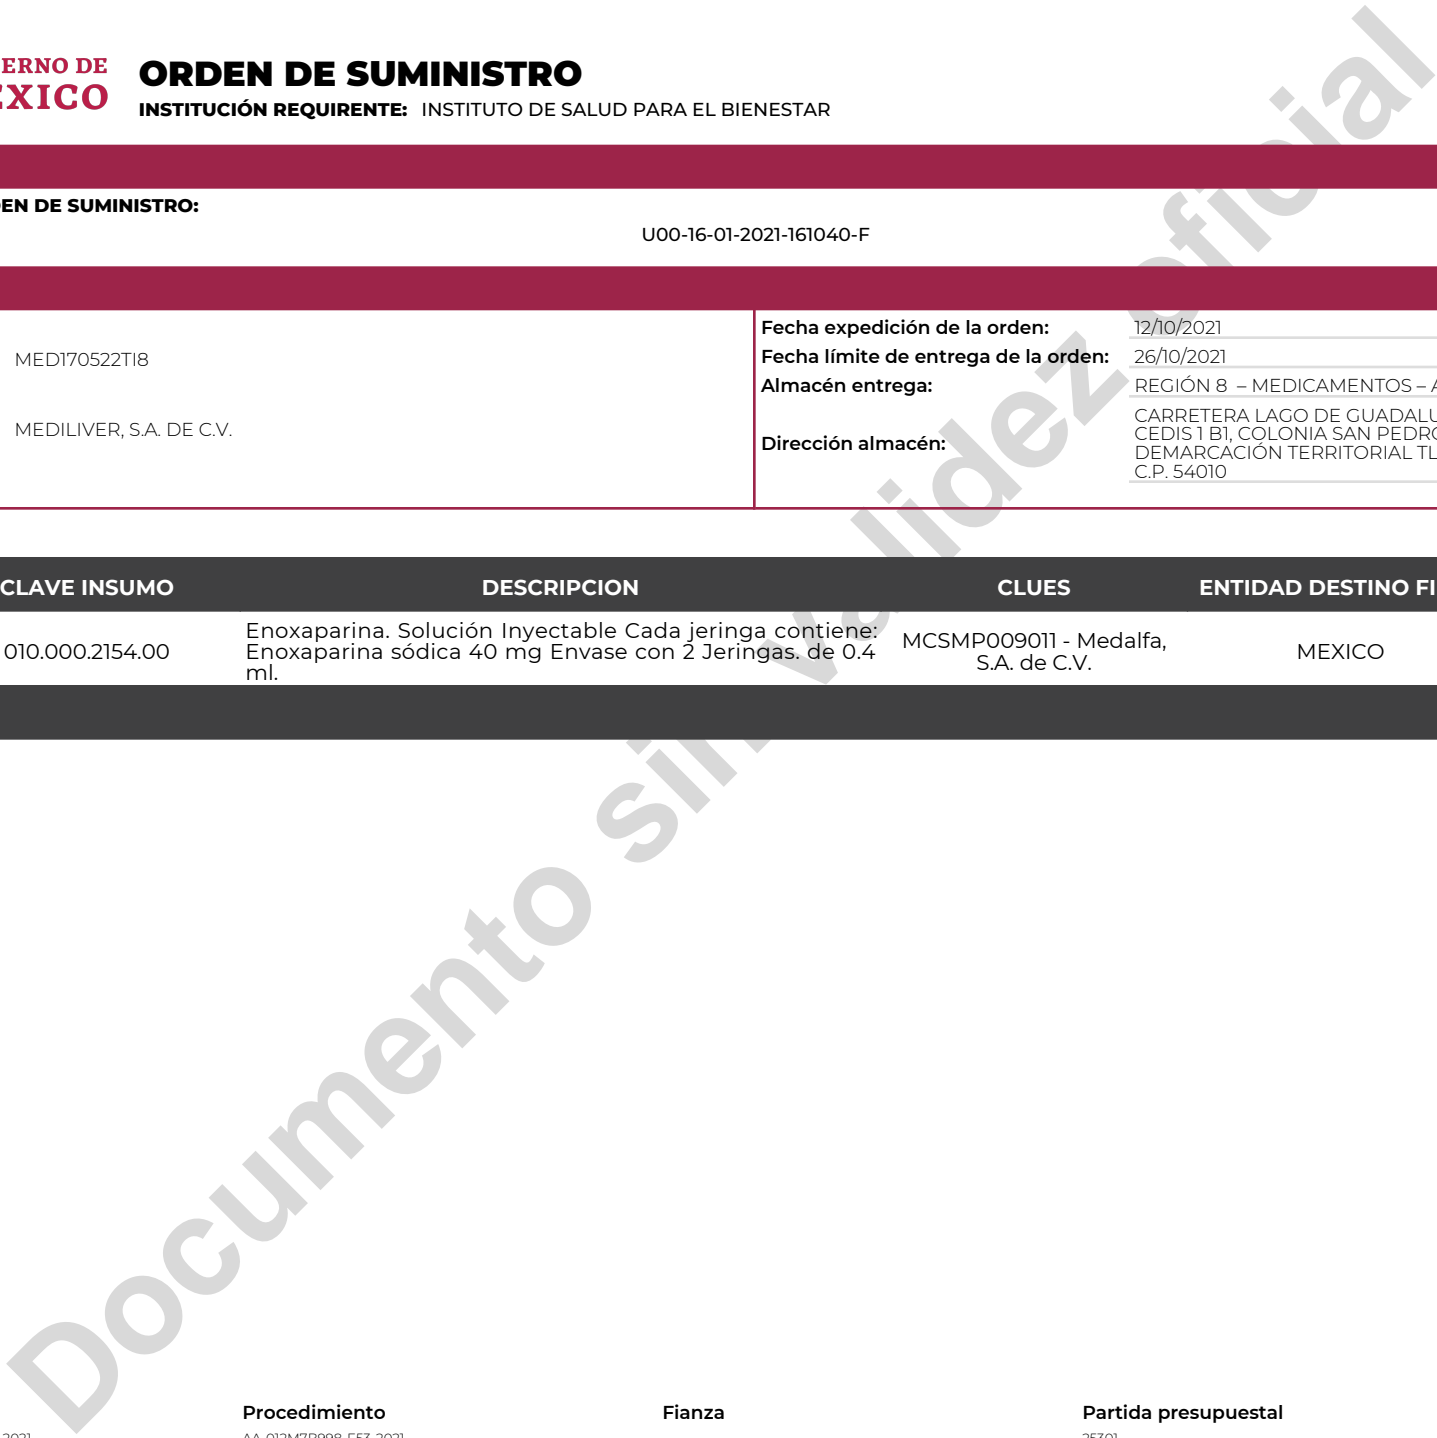 ERNO DE
EXICO
ORDEN DE SUMINISTRO
INSTITUCIÓN REQUIRENTE: INSTITUTO DE SALUD PARA EL BIENESTAR
EN DE SUMINISTRO:
U00-16-01-2021-161040-F
MED170522TI8
MEDILIVER, S.A. DE C.V.
Fecha expedición de la orden: 12/10/2021
Fecha límite de entrega de la orden: 26/10/2021
Almacén entrega: REGIÓN 8 – MEDICAMENTOS – A
Dirección almacén:
CARRETERA LAGO DE GUADALU
CEDIS 1 B1, COLONIA SAN PEDRO
DEMARCACIÓN TERRITORIAL TL
C.P. 54010
CLAVE INSUMO DESCRIPCION CLUES ENTIDAD DESTINO FI
010.000.2154.00
Enoxaparina. Solución Inyectable Cada jeringa contiene:
Enoxaparina sódica 40 mg Envase con 2 Jeringas. de 0.4
ml.
MCSMP009011 - Medalfa,
S.A. de C.V.
MEXICO
Documento sin validez oficial
Procedimiento Fianza Partida presupuestal